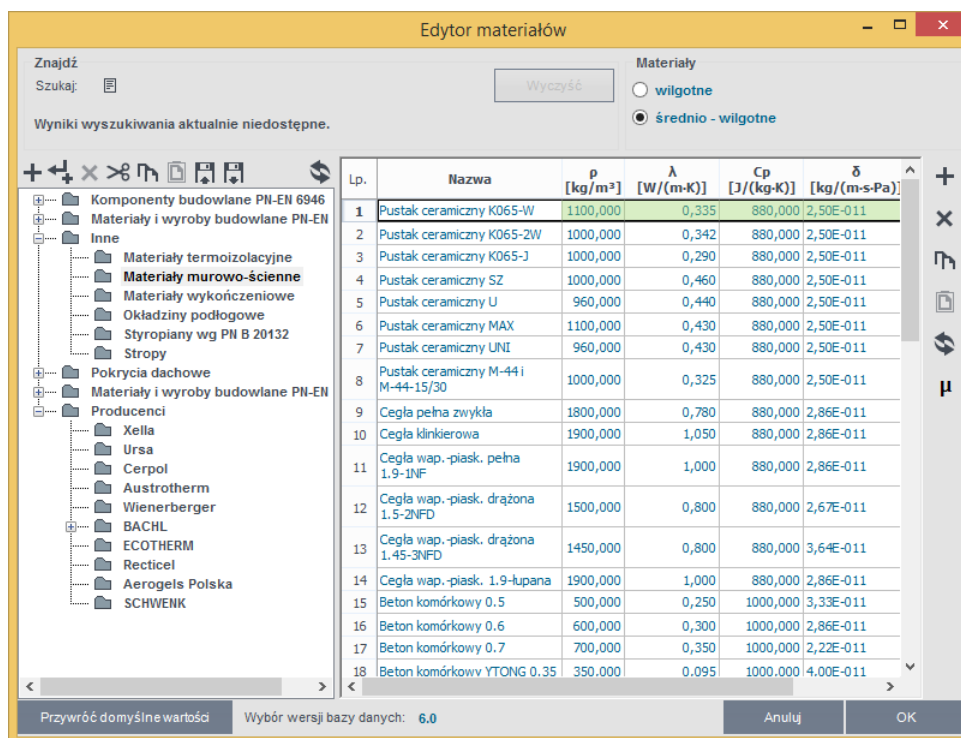 Edytor materiałów
Znajdź
Szukaj:
Wyczyść
Wyniki wyszukiwania aktualnie niedostępne.
Materiały
wilgotne
średnio - wilgotne
Komponenty budowlane PN-EN 6946
Materiały i wyroby budowlane PN-EN
Inne
Materiały termoizolacyjne
Materiały murowo-ścienne
Materiały wykończeniowe
Okładziny podłogowe
Styropiany wg PN B 20132
Stropy
Pokrycia dachowe
Materiały i wyroby budowlane PN-EN
Producenci
Xella
Ursa
Cerpol
Austrotherm
Wienerberger
BACHL
ECOTHERM
Recticel
Aerogels Polska
SCHWENK
Lp. Nazwa ρ [kg/m³] λ [W/(m·K)] Cp [J/(kg·K)] δ [kg/(m·s·Pa)]
1 Pustak ceramiczny K065-W 1100,000 0,335 880,000 2,50E-011
2 Pustak ceramiczny K065-2W 1000,000 0,342 880,000 2,50E-011
3 Pustak ceramiczny K065-J 1000,000 0,290 880,000 2,50E-011
4 Pustak ceramiczny SZ 1000,000 0,460 880,000 2,50E-011
5 Pustak ceramiczny U 960,000 0,440 880,000 2,50E-011
6 Pustak ceramiczny MAX 1100,000 0,430 880,000 2,50E-011
7 Pustak ceramiczny UNI 960,000 0,430 880,000 2,50E-011
8 Pustak ceramiczny M-44 i
M-44-15/30 1000,000 0,325 880,000 2,50E-011
9 Cegła pełna zwykła 1800,000 0,780 880,000 2,86E-011
10 Cegła klinkierowa 1900,000 1,050 880,000 2,86E-011
11 Cegła wap.-piask. pełna
1.9-1NF 1900,000 1,000 880,000 2,86E-011
12 Cegła wap.-piask. drążona
1.5-2NFD 1500,000 0,800 880,000 2,67E-011
13 Cegła wap.-piask. drążona
1.45-3NFD 1450,000 0,800 880,000 3,64E-011
14 Cegła wap.-piask. 1.9-łupana 1900,000 1,000 880,000 2,86E-011
15 Beton komórkowy 0.5 500,000 0,250 1000,000 3,33E-011
16 Beton komórkowy 0.6 600,000 0,300 1000,000 2,86E-011
17 Beton komórkowy 0.7 700,000 0,350 1000,000 2,22E-011
18 Beton komórkowy YTONG 0.35 350,000 0,095 1000,000 4,00E-011
μ
Przywróć domyślne wartości
Wybór wersji bazy danych: 6.0
Anuluj
OK